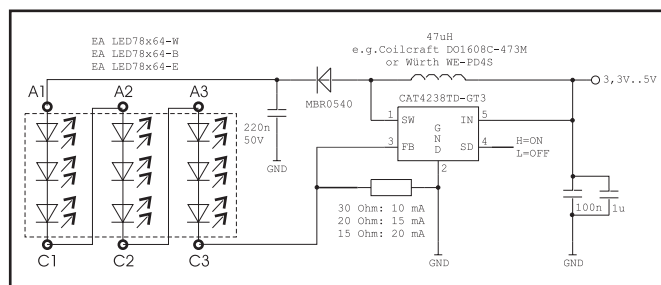 EA LED78x64-W
EA LED78x64-B
EA LED78x64-E
47uH
e.g.Coilcraft DO1608C-473M
or Würth WE-PD4S
A1
A2
A3
MBR0540
CAT4238TD-GT3
3,3V..5V
220n
50V
GND
1
SW
3
FB
GND
IN
5
SD
4
2
H=ON
L=OFF
30 Ohm: 10 mA
20 Ohm: 15 mA
15 Ohm: 20 mA
100n
1u
C1
C2
C3
GND
GND